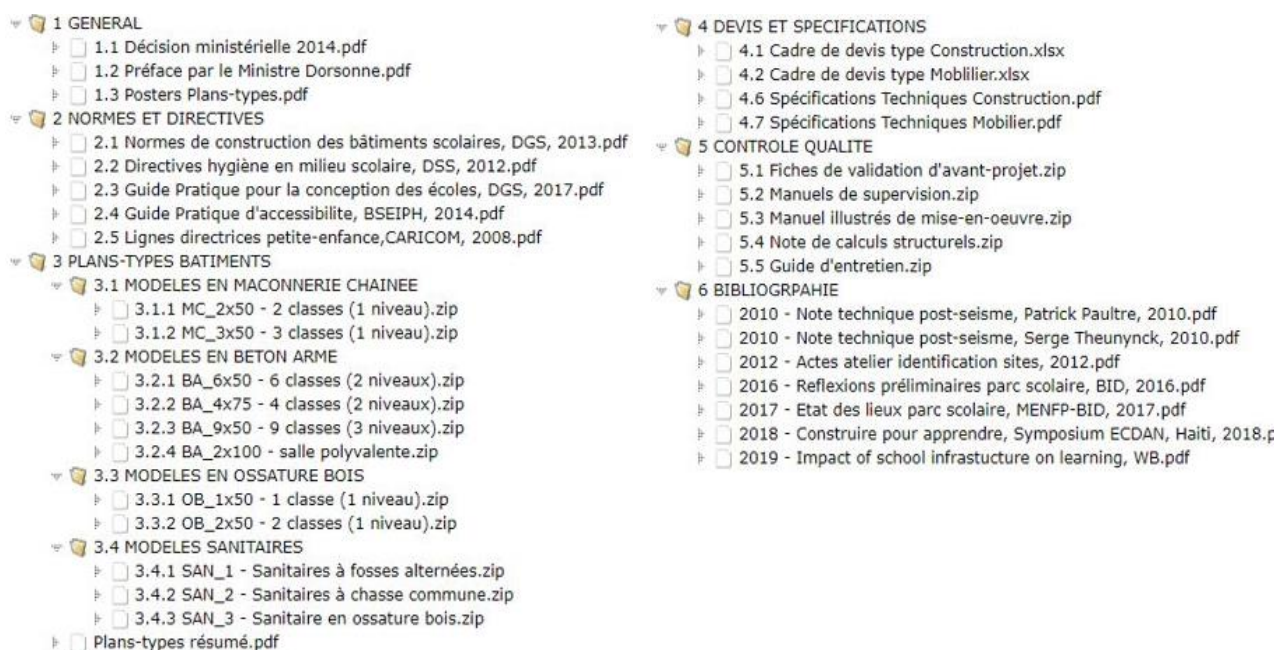 1 GENERAL
1.1 Décision ministérielle 2014.pdf
1.2 Préface par le Ministre Dorsonne.pdf
1.3 Posters Plans-types.pdf
2 NORMES ET DIRECTIVES
2.1 Normes de construction des bâtiments scolaires, DGS, 2013.pdf
2.2 Directives hygiène en milieu scolaire, DSS, 2012.pdf
2.3 Guide Pratique pour la conception des écoles, DGS, 2017.pdf
2.4 Guide Pratique d'accessibilite, BSEIPH, 2014.pdf
2.5 Lignes directrices petite-enfance,CARICOM, 2008.pdf
3 PLANS-TYPES BATIMENTS
3.1 MODELES EN MACONNERIE CHAINEE
3.1.1 MC_2x50 - 2 classes (1 niveau).zip
3.1.2 MC_3x50 - 3 classes (1 niveau).zip
3.2 MODELES EN BETON ARME
3.2.1 BA_6x50 - 6 classes (2 niveaux).zip
3.2.2 BA_4x75 - 4 classes (2 niveaux).zip
3.2.3 BA_9x50 - 9 classes (3 niveaux).zip
3.2.4 BA_2x100 - salle polyvalente.zip
3.3 MODELES EN OSSATURE BOIS
3.3.1 OB_1x50 - 1 classe (1 niveau).zip
3.3.2 OB_2x50 - 2 classes (1 niveau).zip
3.4 MODELES SANITAIRES
3.4.1 SAN_1 - Sanitaires à fosses alternées.zip
3.4.2 SAN_2 - Sanitaires à chasse commune.zip
3.4.3 SAN_3 - Sanitaire en ossature bois.zip
Plans-types résumé.pdf
4 DEVIS ET SPECIFICATIONS
4.1 Cadre de devis type Construction.xlsx
4.2 Cadre de devis type Moblilier.xlsx
4.6 Spécifications Techniques Construction.pdf
4.7 Spécifications Techniques Mobilier.pdf
5 CONTROLE QUALITE
5.1 Fiches de validation d'avant-projet.zip
5.2 Manuels de supervision.zip
5.3 Manuel illustrés de mise-en-oeuvre.zip
5.4 Note de calculs structurels.zip
5.5 Guide d'entretien.zip
6 BIBLIOGRPAHIE
2010 - Note technique post-seisme, Patrick Paultre, 2010.pdf
2010 - Note technique post-seisme, Serge Theunynck, 2010.pdf
2012 - Actes atelier identification sites, 2012.pdf
2016 - Reflexions préliminaires parc scolaire, BID, 2016.pdf
2017 - Etat des lieux parc scolaire, MENFP-BID, 2017.pdf
2018 - Construire pour apprendre, Symposium ECDAN, Haiti, 2018.p
2019 - Impact of school infrastucture on learning, WB.pdf